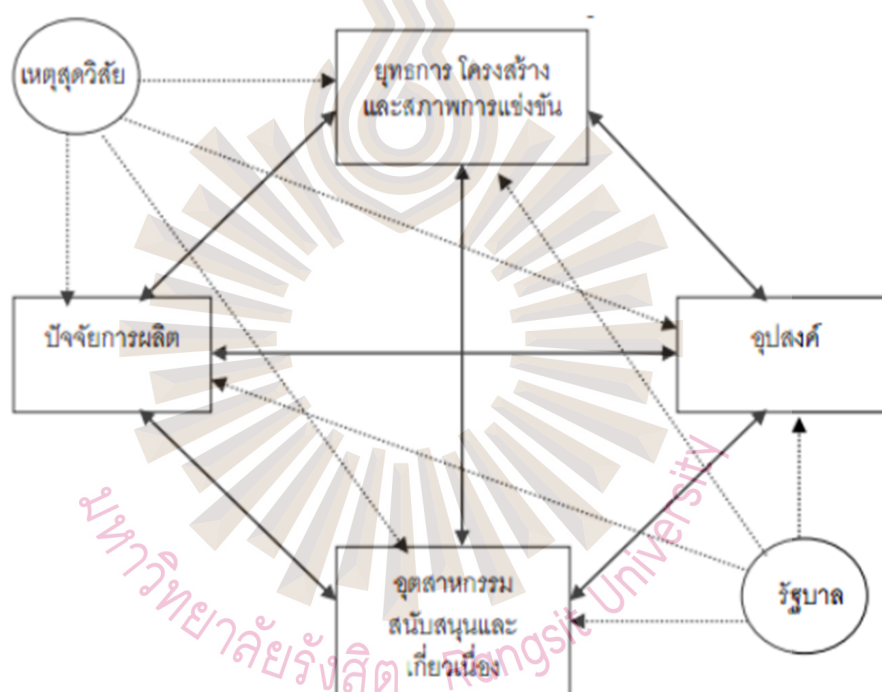 เหตุสุดวิสัย
ยุทธการ โครงสร้าง
และสภาพการแข่งขัน
ปัจจัยการผลิต
อุปสงค์
อุตสาหกรรม
สนับสนุนและ
เกี่ยวเนื่อง
รัฐบาล
มหาวิทยาลัยรังสิต Rangsit University